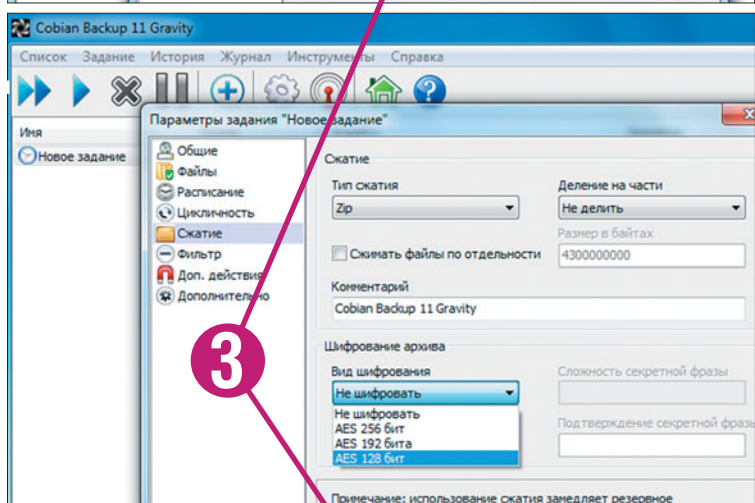 Cobian Backup 11 Gravity
Список Задание История Журнал Инструменты Справка
Имя
Новое задание
Параметры задания "Новое задание"
Общие
Файлы
Расписание
Цикличность
Сжатие
Фильтр
Доп. действия
Дополнительно
Сжатие
Тип сжатия
Деление на части
Zip
Не делить
Размер в байтах
Сжимать файлы по отдельности
4300000000
Комментарий
Cobian Backup 11 Gravity
3
Шифрование архива
Вид шифрования
Сложность секретной фразы
Не шифровать
Не шифровать
AES 256 бит
AES 192 бита
AES 128 бит
Подтверждение секретной фразы
Примечание: использование сжатия замедляет резервное